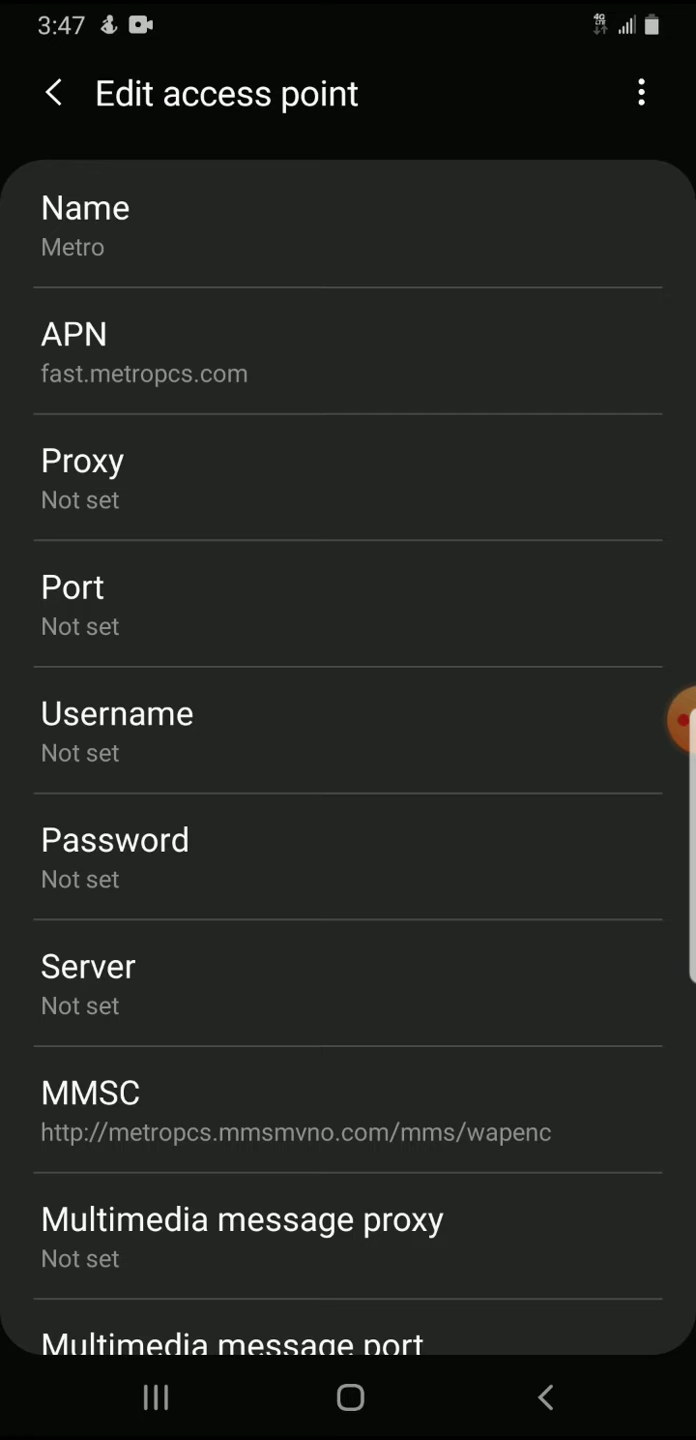 3:47
4G
LTE
Edit access point
Name
Metro
APN
fast.metropcs.com
Proxy
Not set
Port
Not set
Username
Not set
Password
Not set
Server
Not set
MMSC
http://metropcs.mmsmvno.com/mms/wapenc
Multimedia message proxy
Not set
Multimedia message port